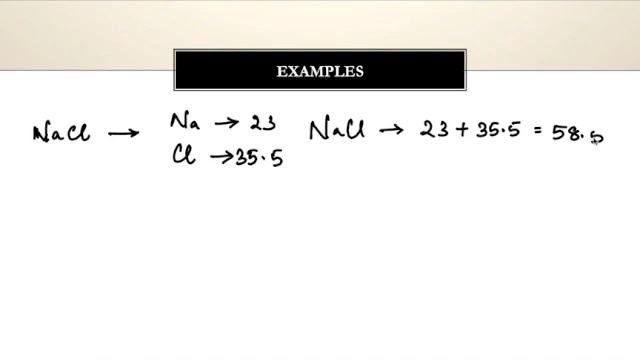 EXAMPLES
NaCl → Na → 23 NaCl → 23 + 35.5 = 58.5
Cl → 35.5